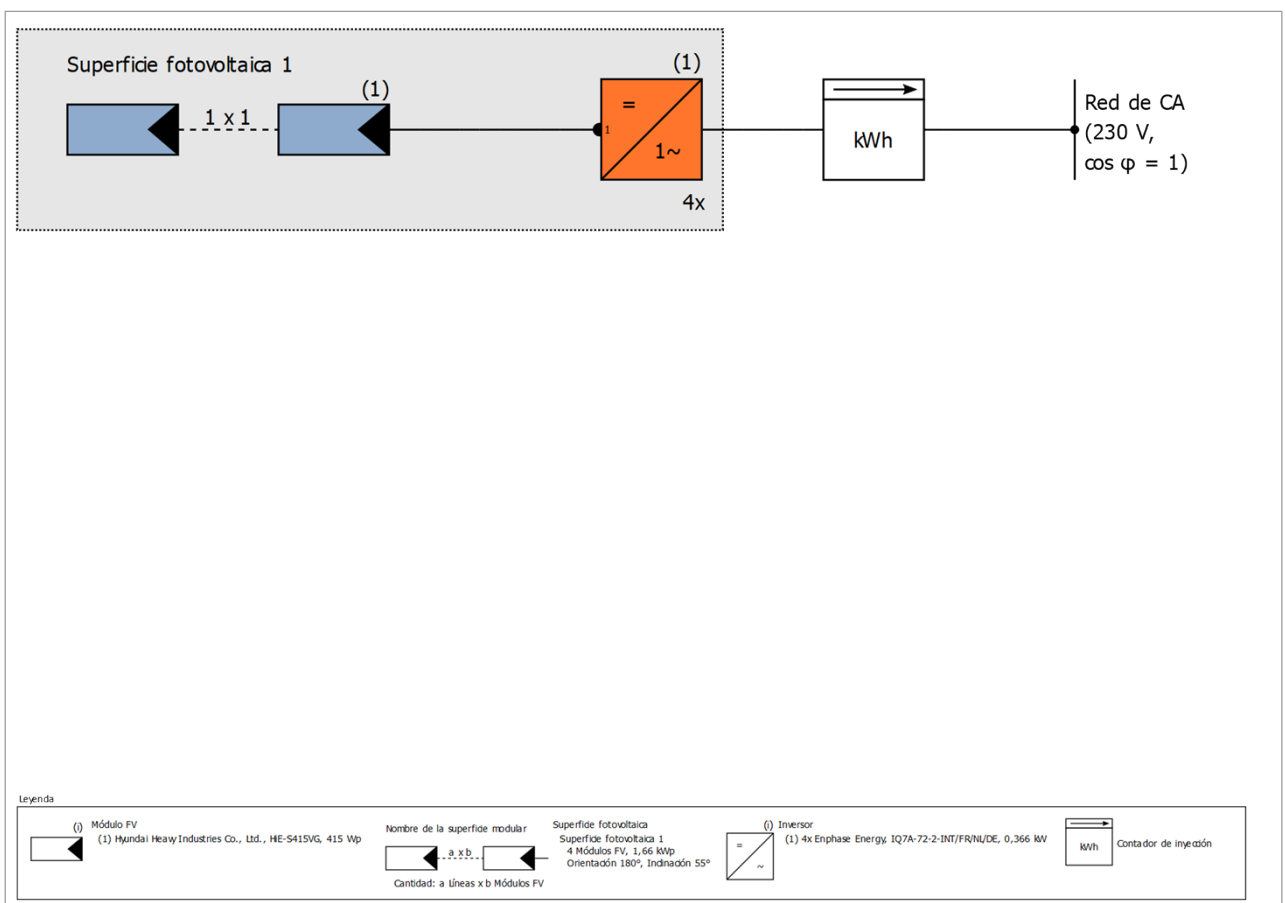 Superficie fotovoltaica 1
(1)
(1)
1 x 1
=
1
1~
4x
kWh
Red de CA
(230 V,
cos φ = 1)
Leyenda
(i) Módulo FV
(1) Hyundai Heavy Industries Co., Ltd., HiE-S415VG, 415 Wp
Nombre de la superficie modular
a x b
Cantidad: a Líneas x b Módulos FV
Superficie fotovoltaica
Superficie fotovoltaica 1
4 Módulos FV, 1,66 kWp
Orientación 180°, Inclinación 55°
(i) Inversor
=
~
(1) 4x Enphase Energy, IQ7A-72-2-INT/FR/NL/DE, 0,366 kW
kWh
Contador de inyección